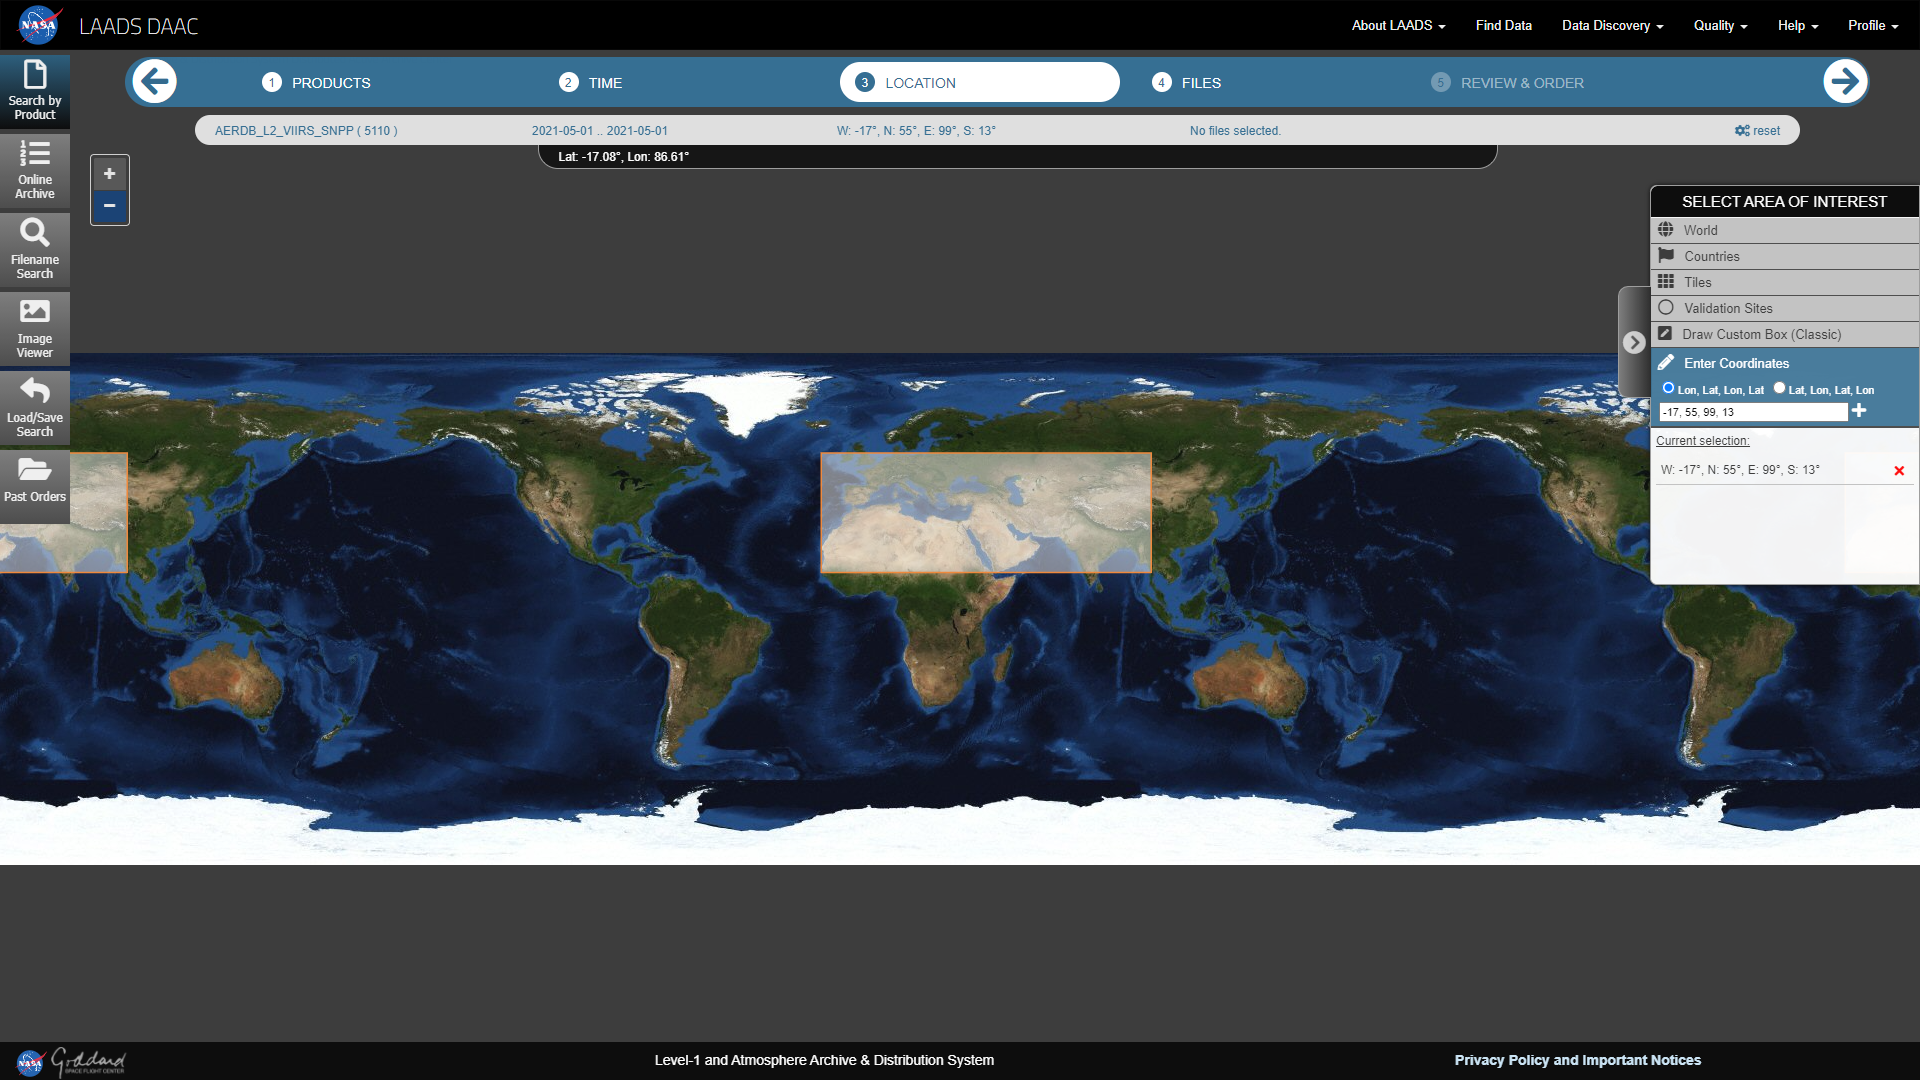 NASA LAADS DAAC
About LAADS
Find Data
Data Discovery
Quality
Help
Profile
Search by
Product
Online
Archive
Filename
Search
Image
Viewer
Load/Save
Search
Past Orders
1 PRODUCTS
2 TIME
3 LOCATION
4 FILES
5 REVIEW & ORDER
AERDB_L2_VIIRS_SNPP ( 5110 )
2021-05-01 .. 2021-05-01
W: -17°, N: 55°, E: 99°, S: 13°
No files selected.
reset
Lat: -17.08°, Lon: 86.61°
+
−
SELECT AREA OF INTEREST
World
Countries
Tiles
Validation Sites
Draw Custom Box (Classic)
Enter Coordinates
Lon, Lat, Lon, Lat
Lat, Lon, Lat, Lon
-17, 55, 99, 13
Current selection:
W: -17°, N: 55°, E: 99°, S: 13°
NASA Goddard
SPACE FLIGHT CENTER
Level-1 and Atmosphere Archive & Distribution System
Privacy Policy and Important Notices